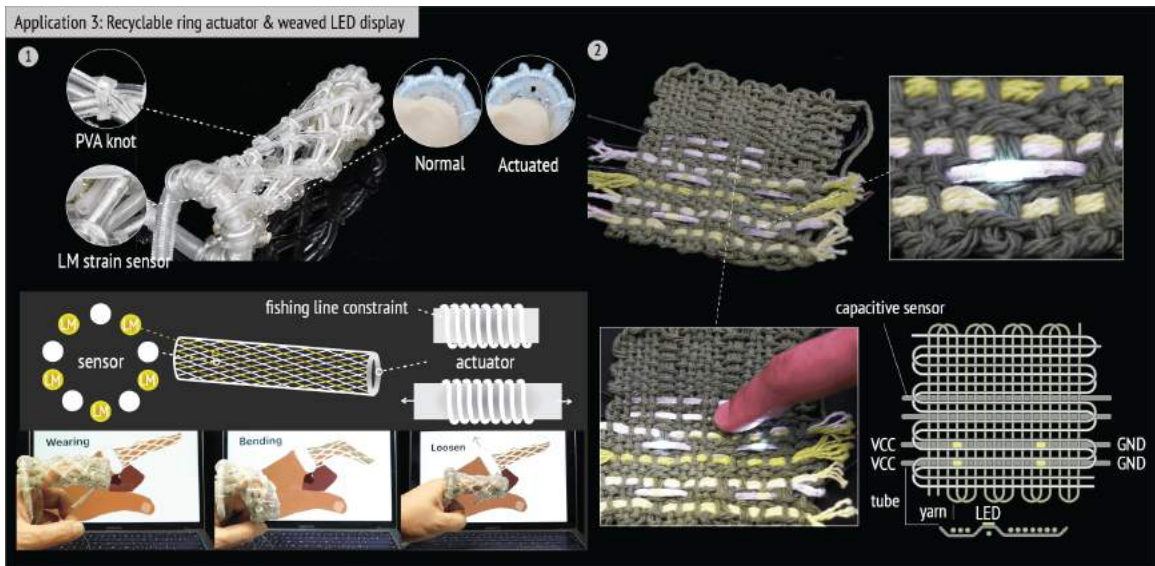 Application 3: Recyclable ring actuator & weaved LED display
1
PVA knot
LM strain sensor
Normal
Actuated
fishing line constraint
LM
LM
sensor
LM
LM
LM
actuator
Wearing
Bending
Loosen
2
capacitive sensor
VCC
GND
VCC
GND
tube
yarn
LED